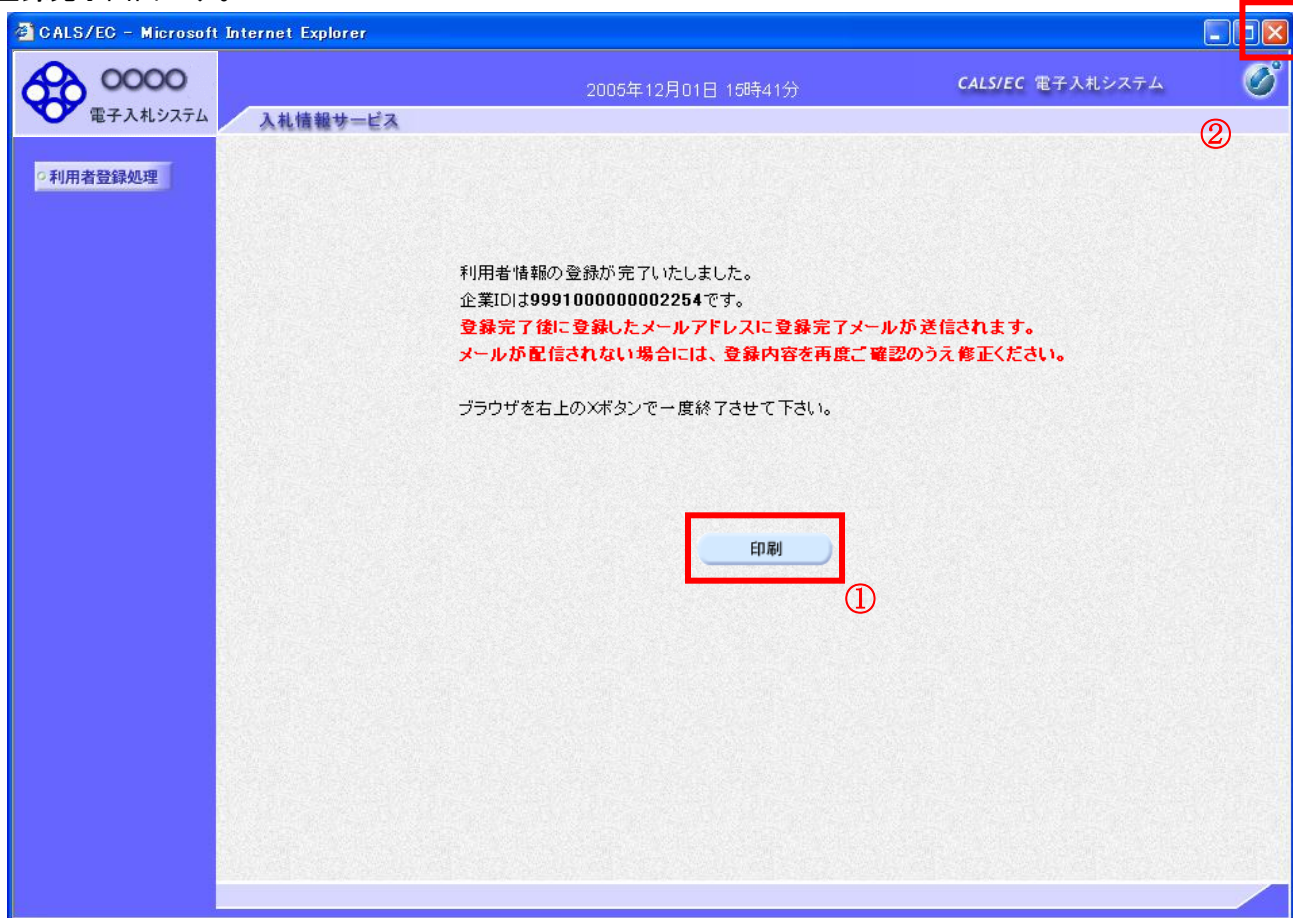 CALS/EC - Microsoft Internet Explorer
○○○○
電子入札システム
2005年12月01日 15時41分
CALS/EC 電子入札システム
入札情報サービス
②
利用者登録処理
利用者情報の登録が完了いたしました。
企業IDは9991000000002254です。
登録完了後に登録したメールアドレスに登録完了メールが送信されます。
メールが配信されない場合には、登録内容を再度ご確認のうえ修正ください。
ブラウザを右上の×ボタンで一度終了させて下さい。
印刷
①